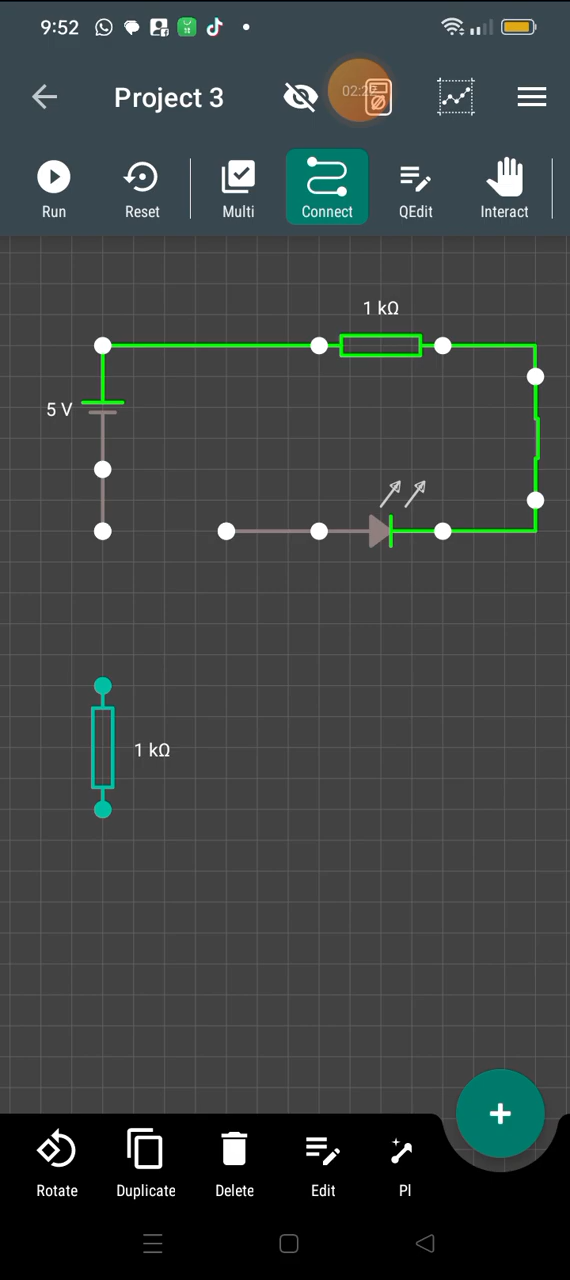 9:52
Project 3
Run
Reset
Multi
Connect
QEdit
Interact
1 kΩ
5 V
1 kΩ
Rotate
Duplicate
Delete
Edit
Pl